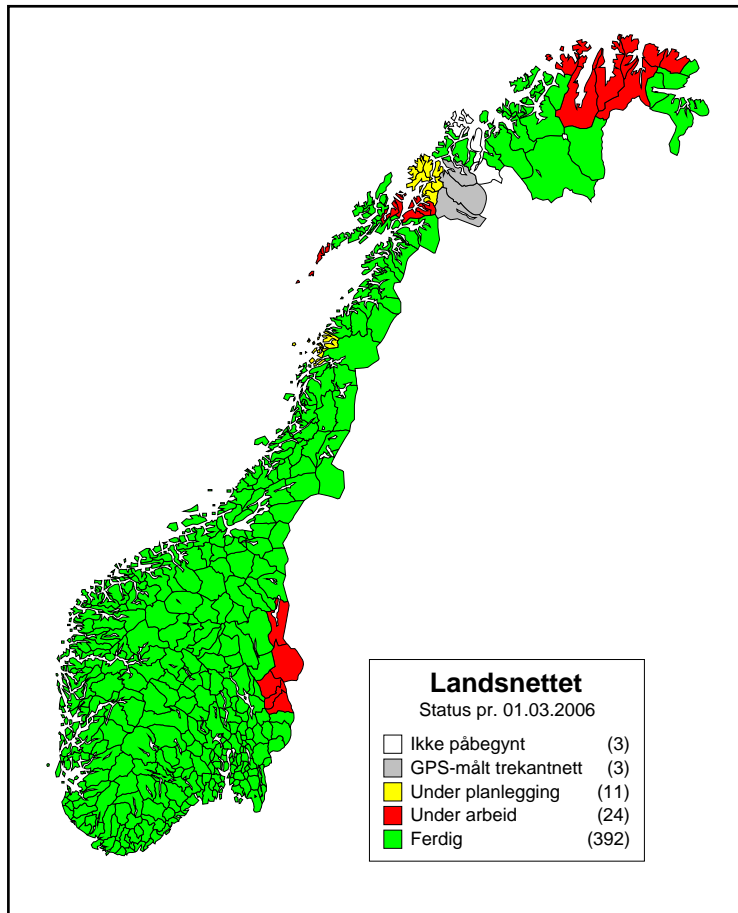 Landsnettet
Status pr. 01.03.2006
Ikke påbegynt (3)
GPS-målt trekantnett (3)
Under planlegging (11)
Under arbeid (24)
Ferdig (392)